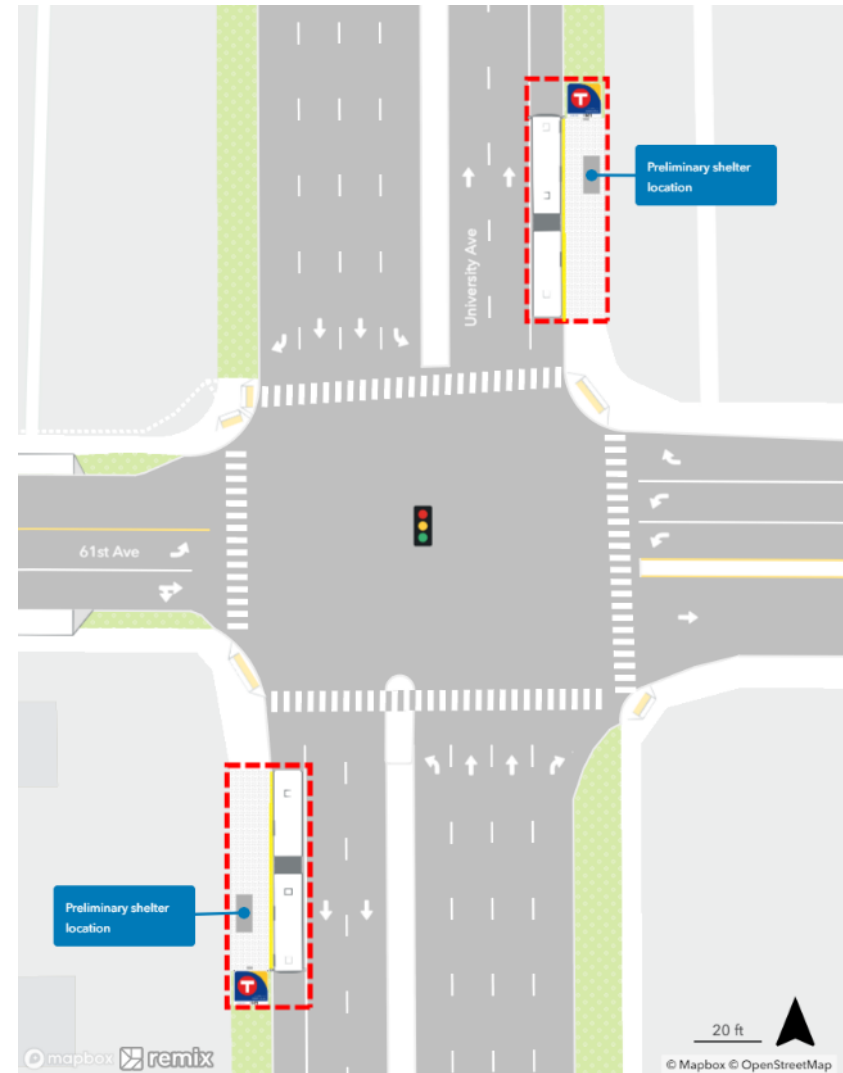 T
Preliminary shelter
location
University Ave
61st Ave
Preliminary shelter
location
T
20 ft
mapbox remix
© Mapbox © OpenStreetMap